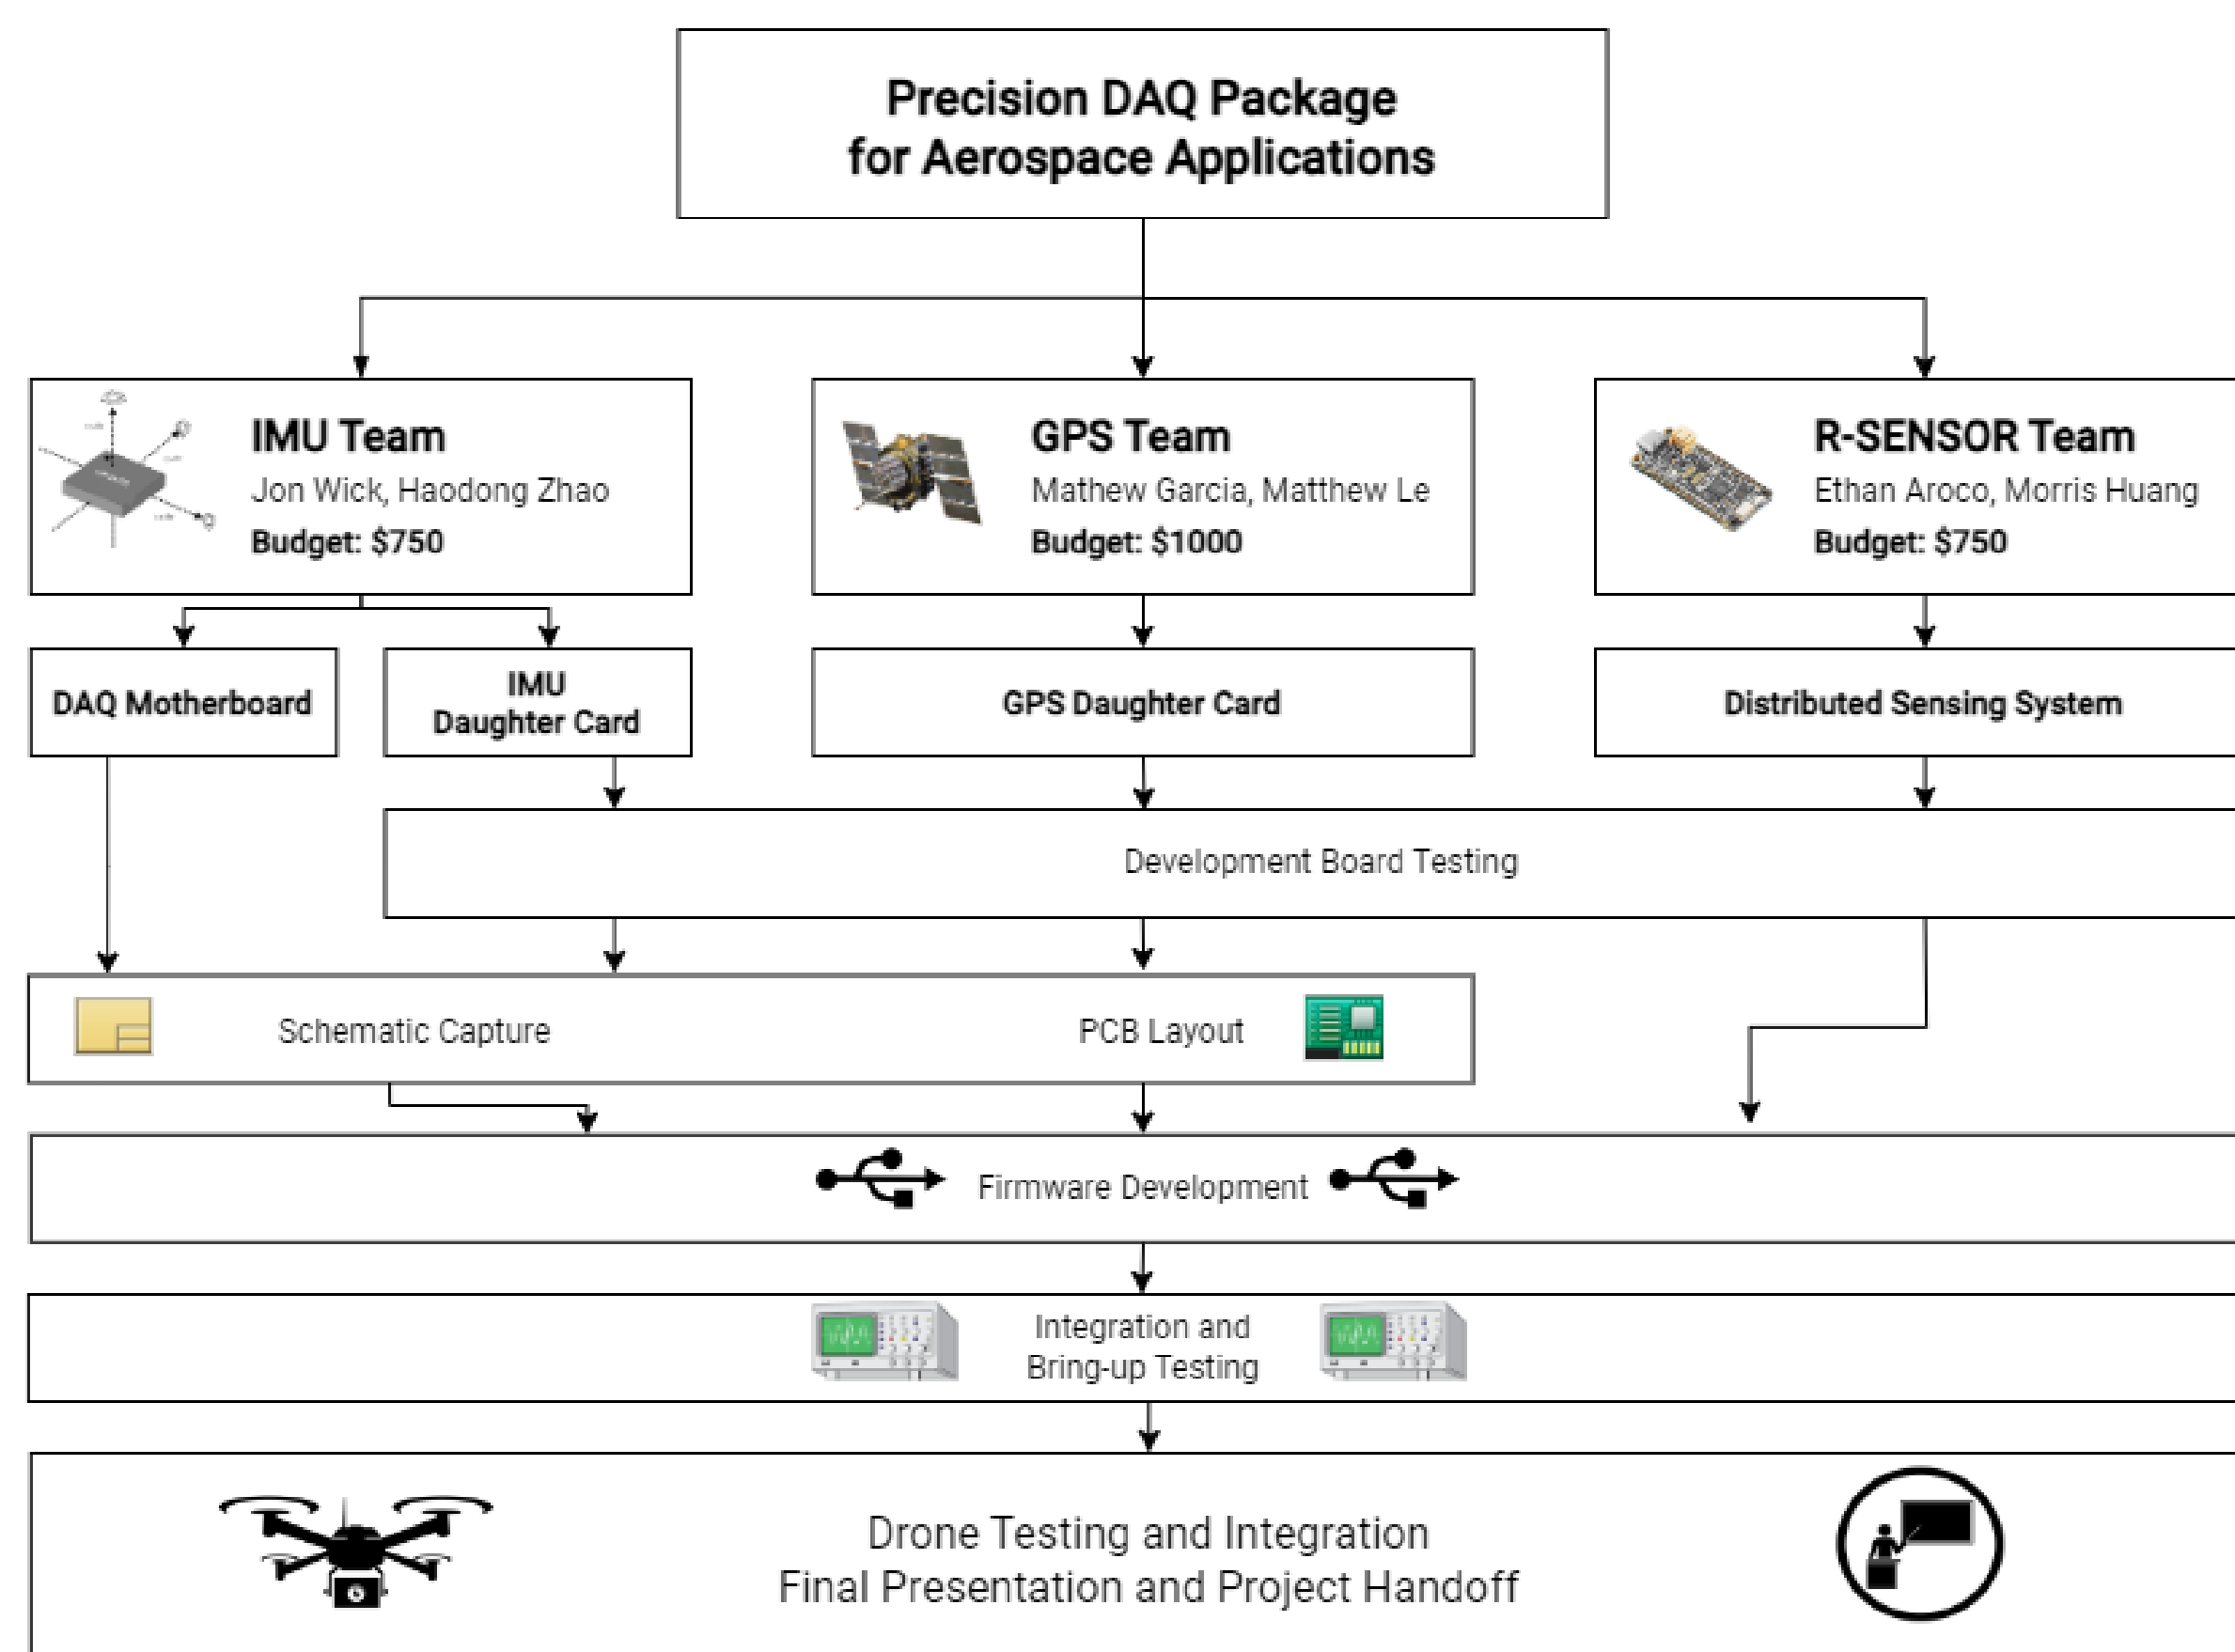 Precision DAQ Package
for Aerospace Applications
IMU Team
Jon Wick, Haodong Zhao
Budget: $750
GPS Team
Mathew Garcia, Matthew Le
Budget: $1000
R-SENSOR Team
Ethan Aroco, Morris Huang
Budget: $750
DAQ Motherboard
IMU
Daughter Card
GPS Daughter Card
Distributed Sensing System
Development Board Testing
Schematic Capture
PCB Layout
Firmware Development
Integration and
Bring-up Testing
Drone Testing and Integration
Final Presentation and Project Handoff